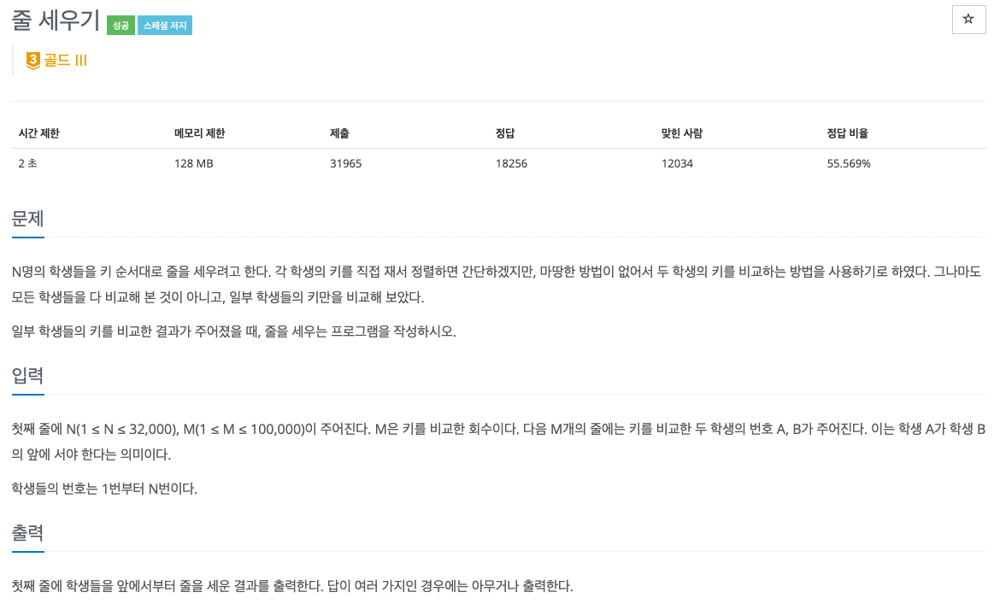 줄 세우기 성공 스페셜 저지
☆
3 골드 III
시간 제한 메모리 제한 제출 정답 맞힌 사람 정답 비율
2 초 128 MB 31965 18256 12034 55.569%
문제
N명의 학생들을 키 순서대로 줄을 세우려고 한다. 각 학생의 키를 직접 재서 정렬하면 간단하겠지만, 마땅한 방법이 없어서 두 학생의 키를 비교하는 방법을 사용하기로 하였다. 그나마도
모든 학생들을 다 비교해 본 것이 아니고, 일부 학생들의 키만을 비교해 보았다.
일부 학생들의 키를 비교한 결과가 주어졌을 때, 줄을 세우는 프로그램을 작성하시오.
입력
첫째 줄에 N(1 ≤ N ≤ 32,000), M(1 ≤ M ≤ 100,000)이 주어진다. M은 키를 비교한 회수이다. 다음 M개의 줄에는 키를 비교한 두 학생의 번호 A, B가 주어진다. 이는 학생 A가 학생 B
의 앞에 서야 한다는 의미이다.
학생들의 번호는 1번부터 N번이다.
출력
첫째 줄에 학생들을 앞에서부터 줄을 세운 결과를 출력한다. 답이 여러 가지인 경우에는 아무거나 출력한다.